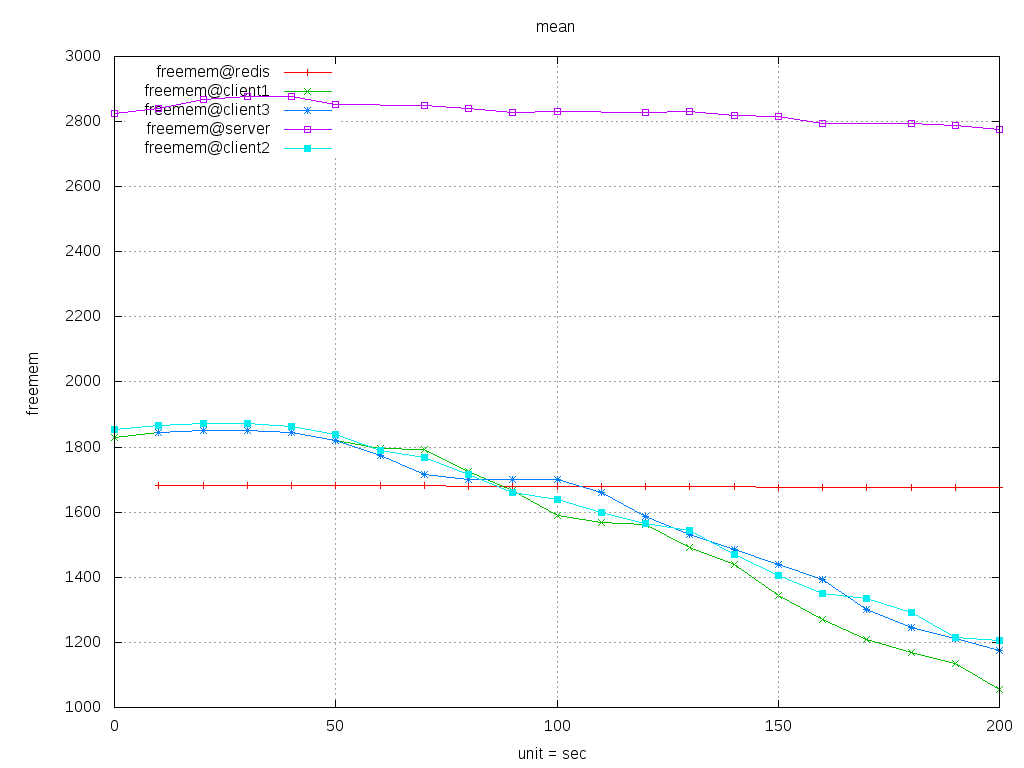 mean
3000
freemem@redis
freemem@client1
freemem@client3
2800
freemem@server
freemem@client2
2600
2400
2200
2000
freemem
1800
1600
1400
1200
1000
0 50 100 150 200
unit = sec